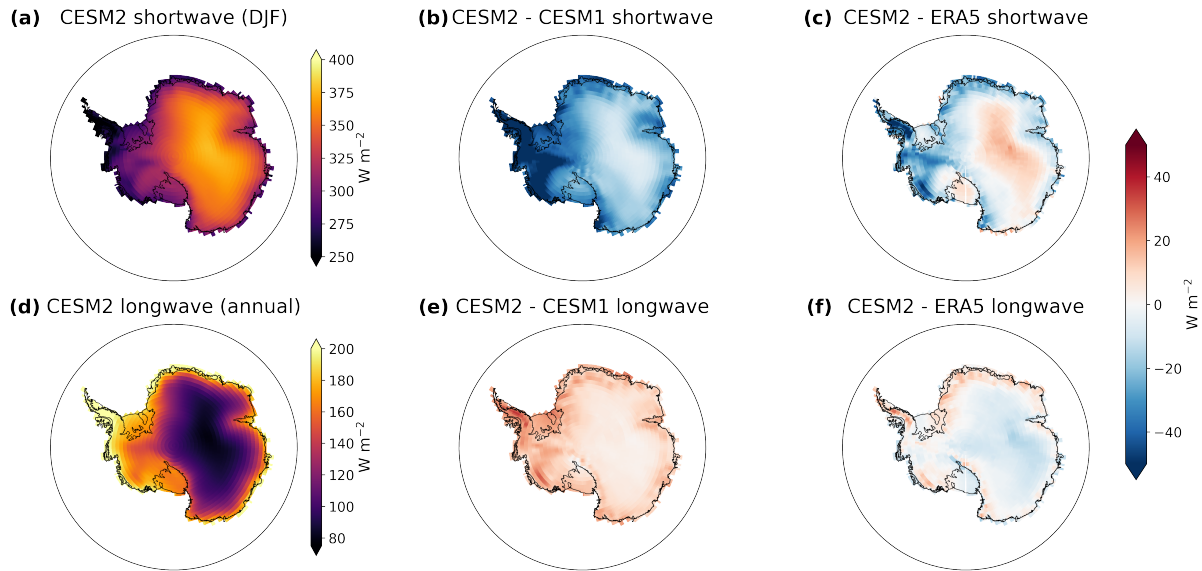 (a) CESM2 shortwave (DJF)
(b) CESM2 - CESM1 shortwave
(c) CESM2 - ERA5 shortwave
400
375
350
325
300
275
250
W m⁻²
(d) CESM2 longwave (annual)
(e) CESM2 - CESM1 longwave
(f) CESM2 - ERA5 longwave
200
180
160
140
120
100
80
W m⁻²
40
20
0
−20
−40
W m⁻²